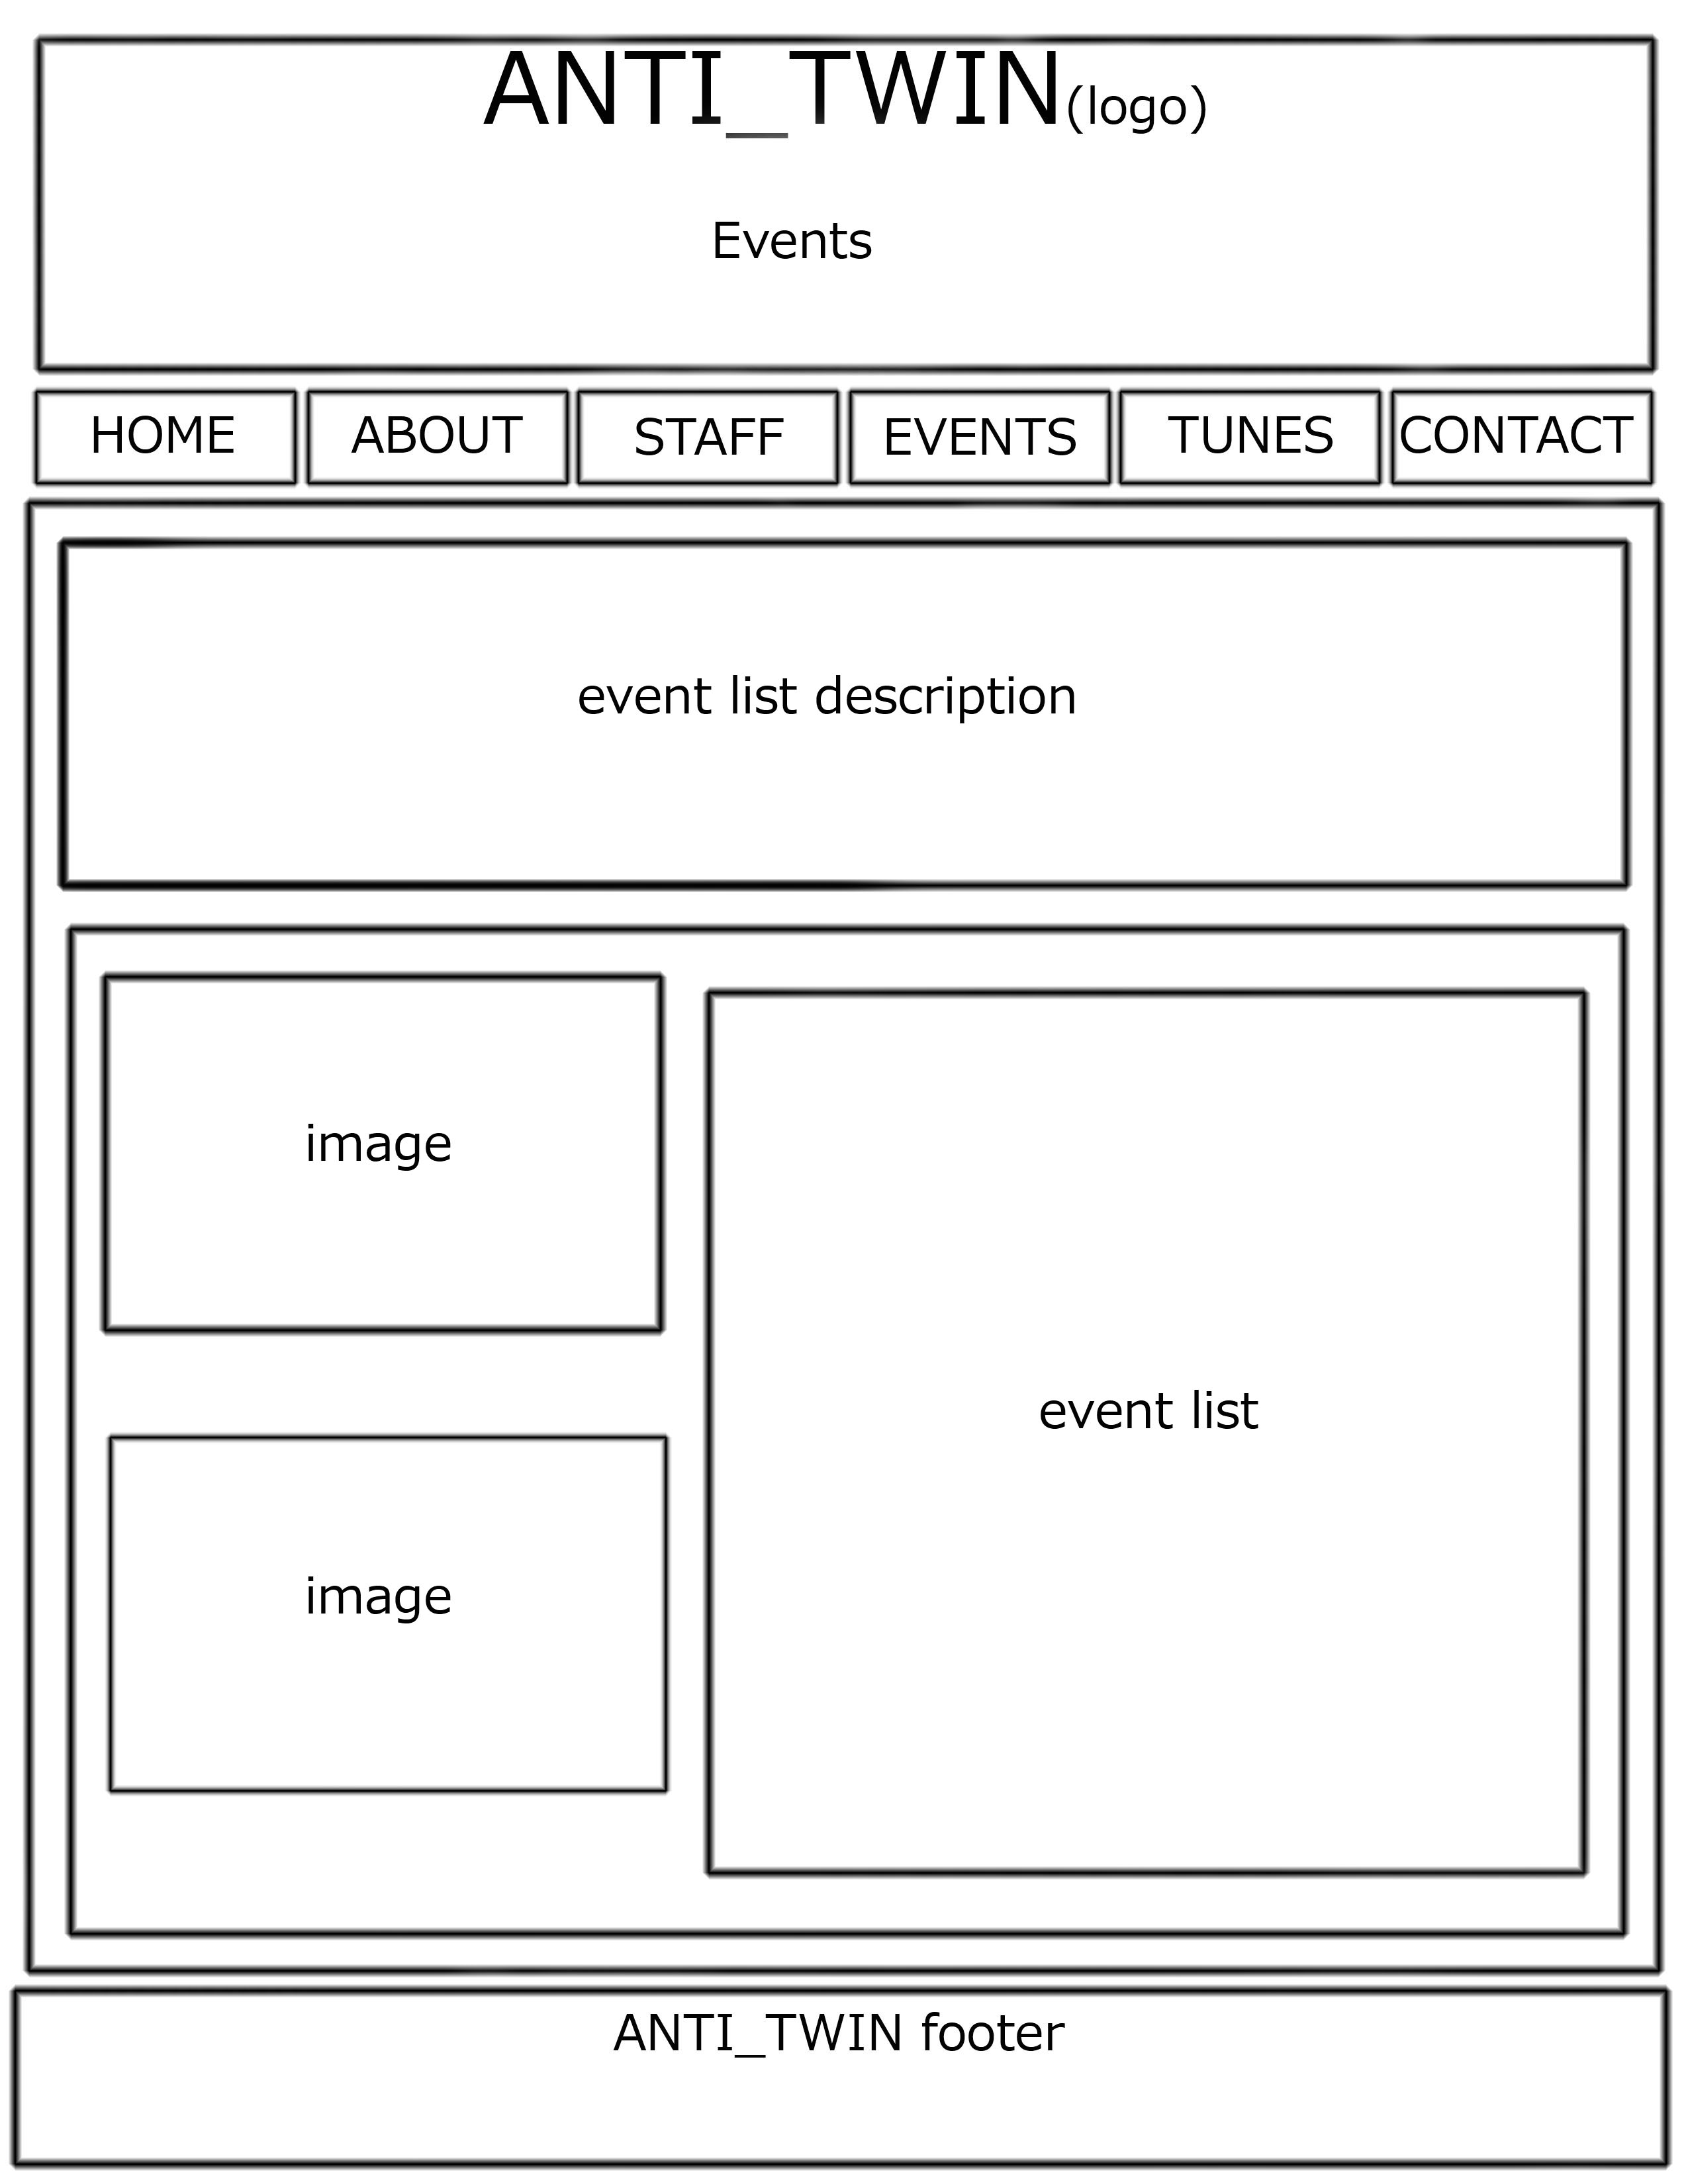 ANTI_TWIN(logo)
Events
HOME ABOUT STAFF EVENTS TUNES CONTACT
event list description
image
event list
image
ANTI_TWIN footer